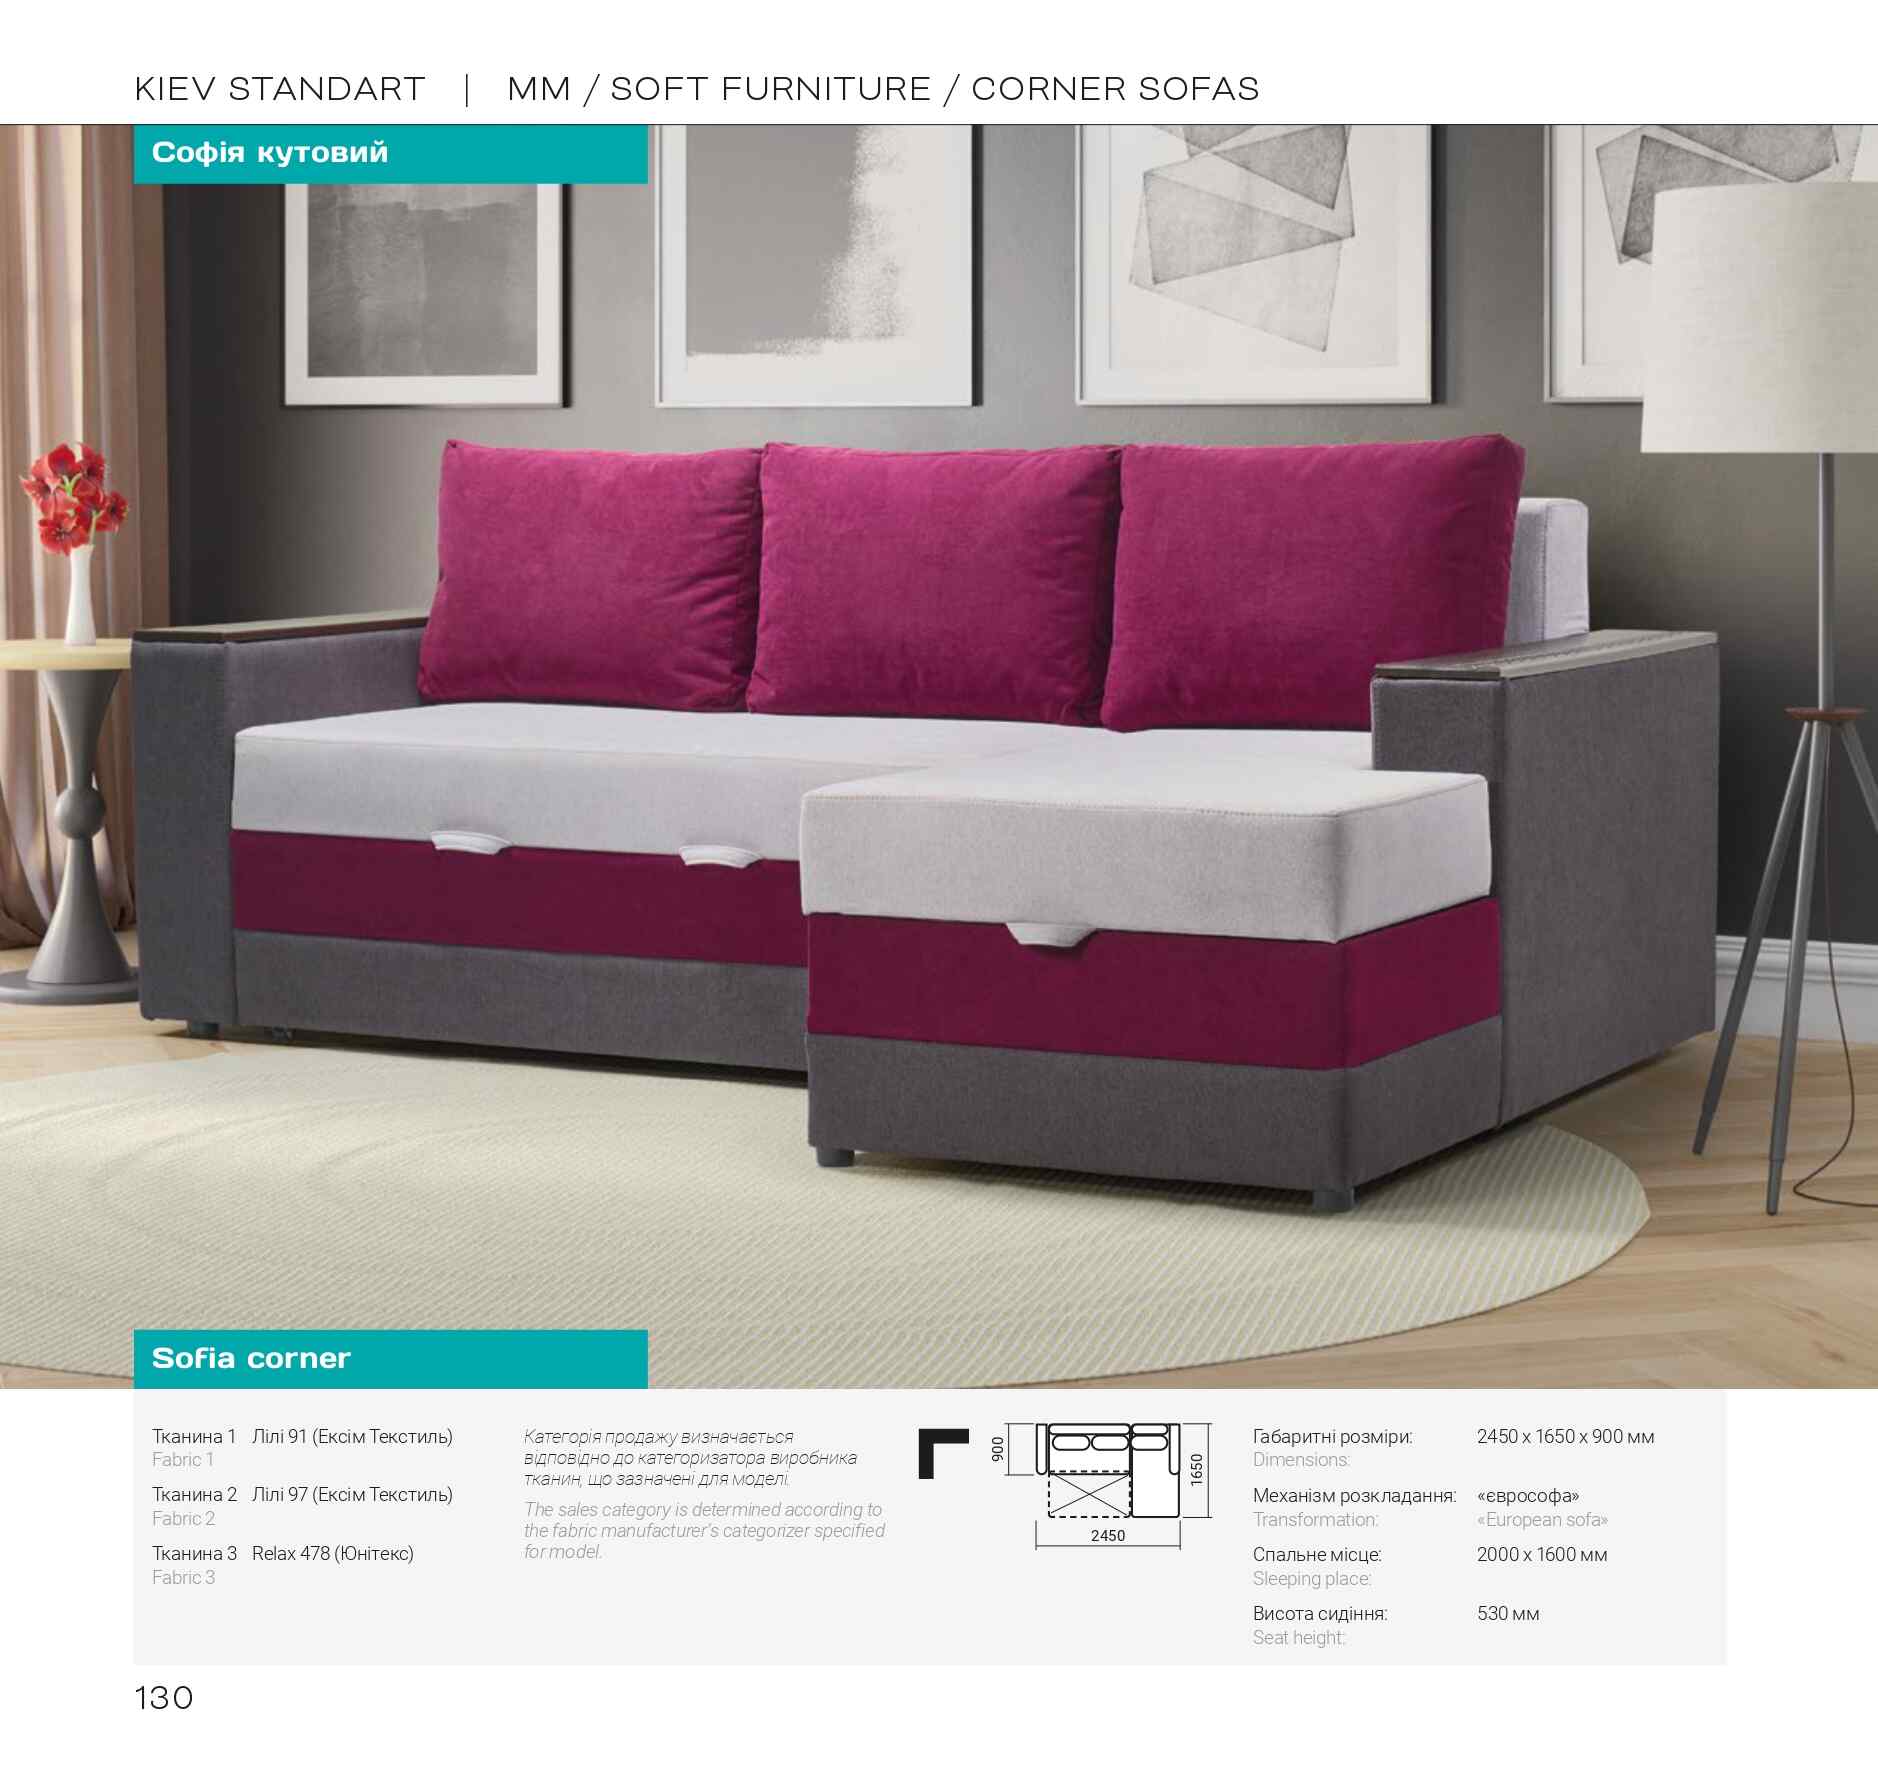 KIEV STANDART | MM / SOFT FURNITURE / CORNER SOFAS
Софія кутовий
Sofia corner
Тканина 1 Лілі 91 (Ексім Текстиль)
Fabric 1
Тканина 2 Лілі 97 (Ексім Текстиль)
Fabric 2
Тканина 3 Relax 478 (Юнітекс)
Fabric 3
Категорія продажу визначається
відповідно до категоризатора виробника
тканин, що зазначені для моделі.
The sales category is determined according to
the fabric manufacturer's categorizer specified
for model.
900
1650
2450
Габаритні розміри: 2450 х 1650 х 900 мм
Dimensions:
Механізм розкладання: «єврософа»
Transformation: «European sofa»
Спальне місце: 2000 х 1600 мм
Sleeping place:
Висота сидіння: 530 мм
Seat height:
130